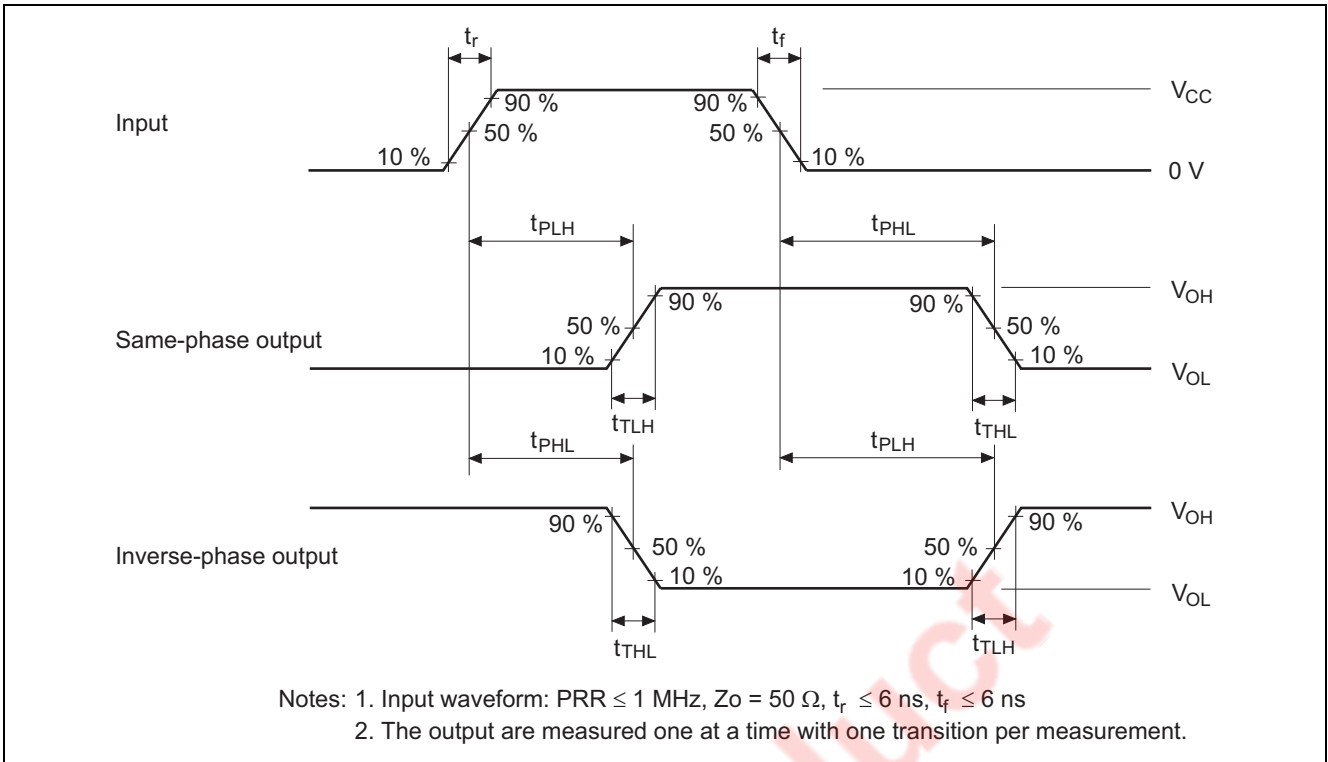 tr
tf
90 %
90 %
VCC
Input
50 %
50 %
10 %
10 %
0 V
tPLH
tPHL
90 %
90 %
VOH
50 %
50 %
Same-phase output
10 %
10 %
VOL
tTLH
tTHL
tPHL
tPLH
90 %
90 %
VOH
Inverse-phase output
50 %
50 %
10 %
10 %
VOL
tTHL
tTLH
Notes: 1. Input waveform: PRR ≤ 1 MHz, Zo = 50 Ω, tr ≤ 6 ns, tf ≤ 6 ns
2. The output are measured one at a time with one transition per measurement.
duct